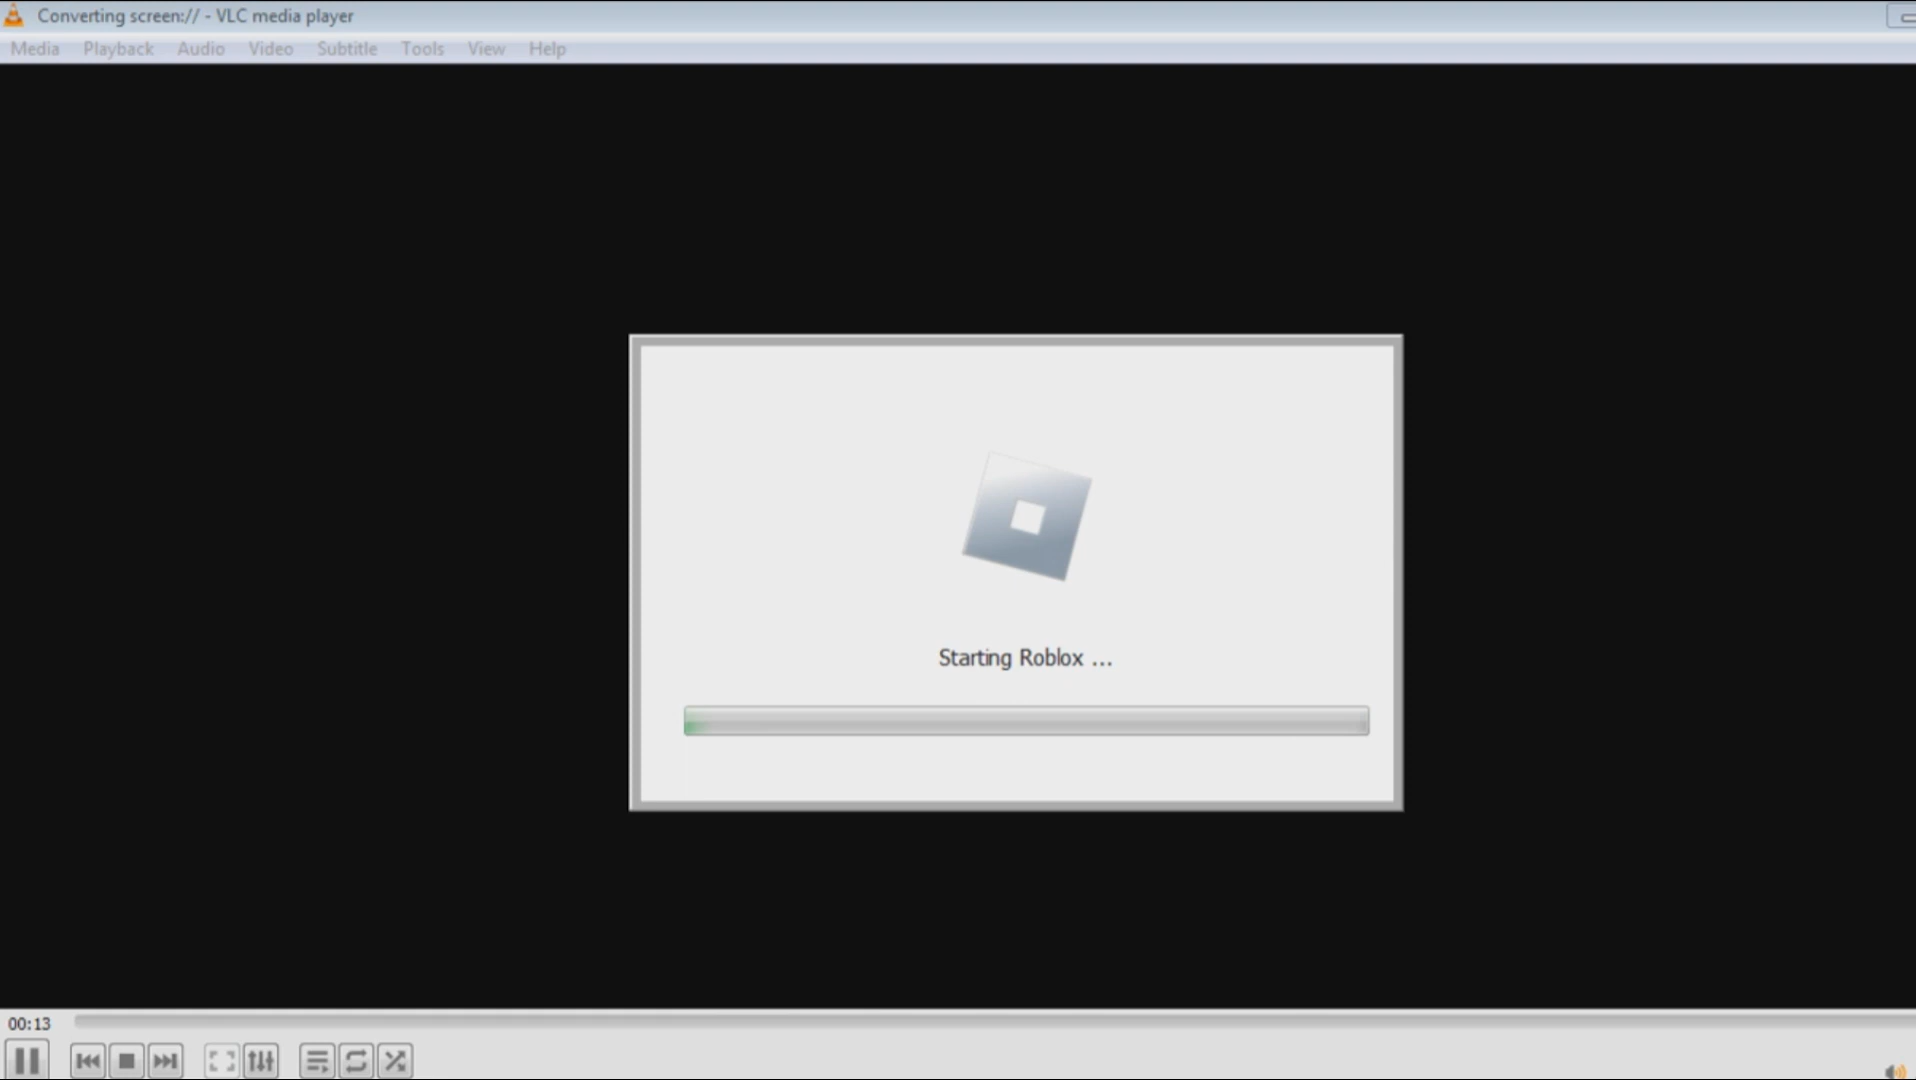 Converting screen:// - VLC media player
Media Playback Audio Video Subtitle Tools View Help
Starting Roblox ...
00:13